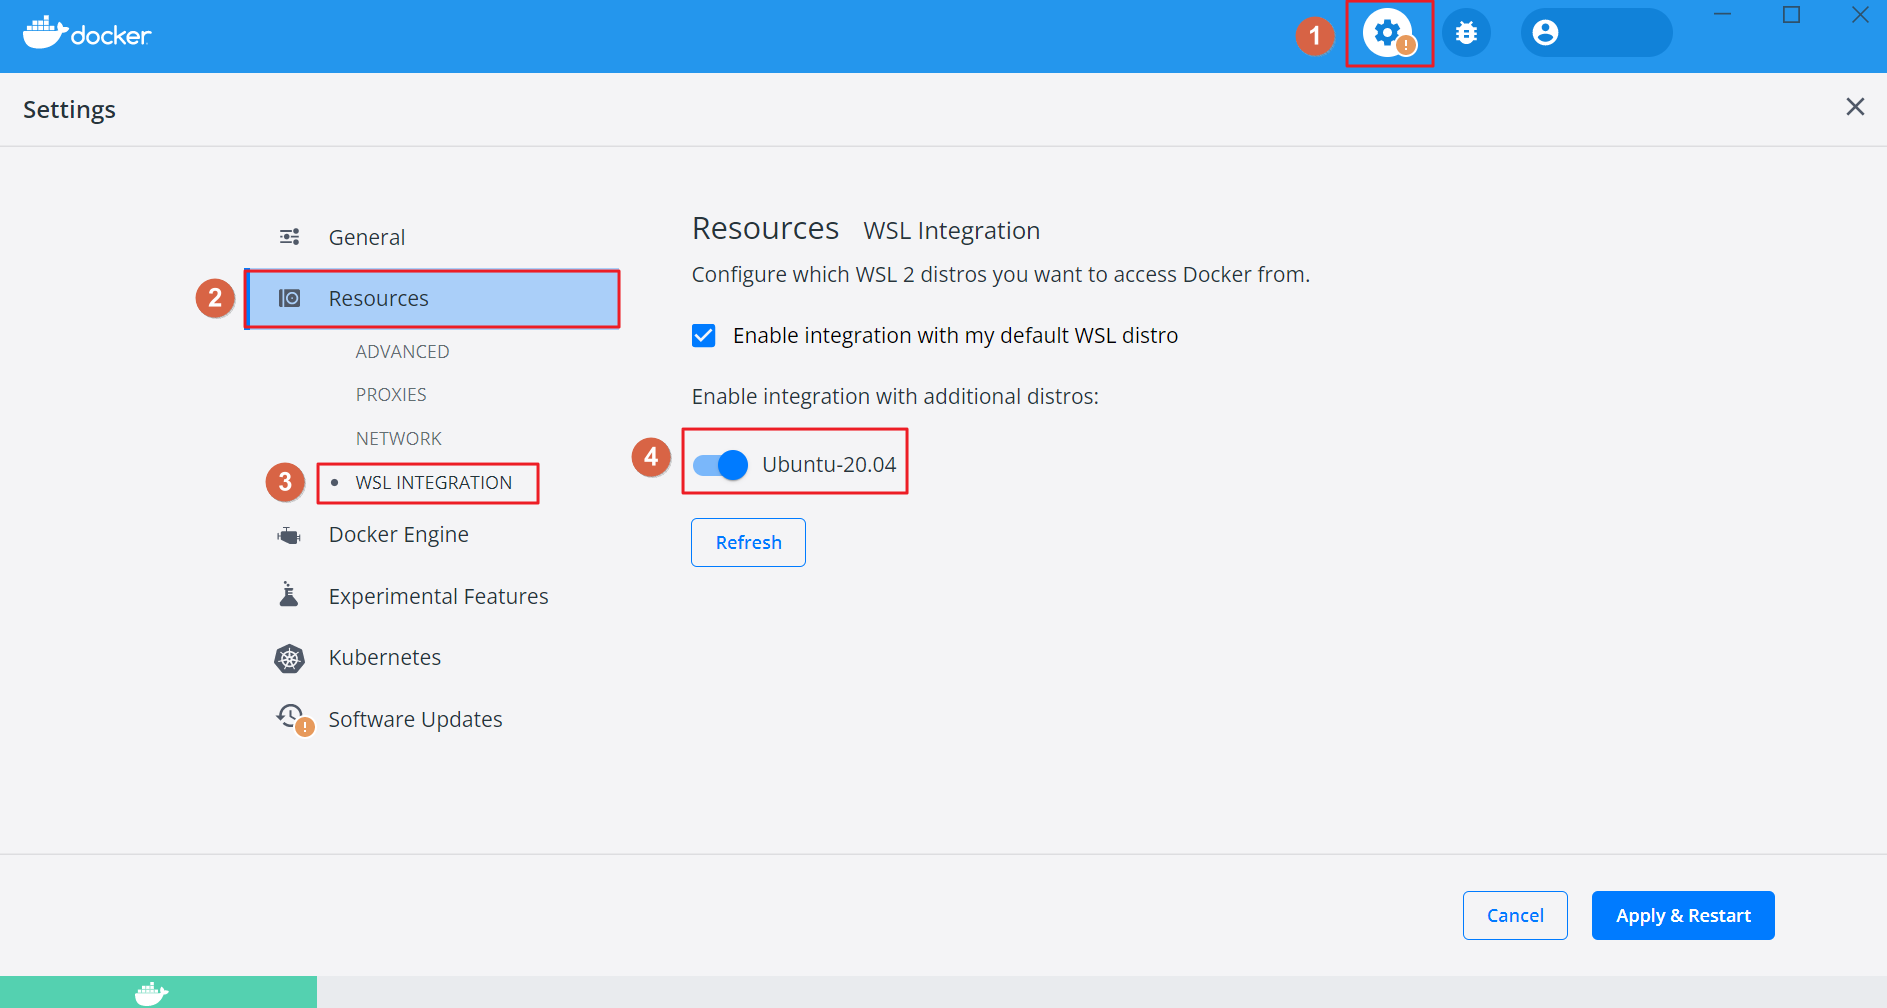 docker
1
Settings
General
2
Resources
ADVANCED
PROXIES
NETWORK
3
WSL INTEGRATION
Docker Engine
Experimental Features
Kubernetes
Software Updates
Resources WSL Integration
Configure which WSL 2 distros you want to access Docker from.
Enable integration with my default WSL distro
Enable integration with additional distros:
4
Ubuntu-20.04
Refresh
Cancel
Apply & Restart